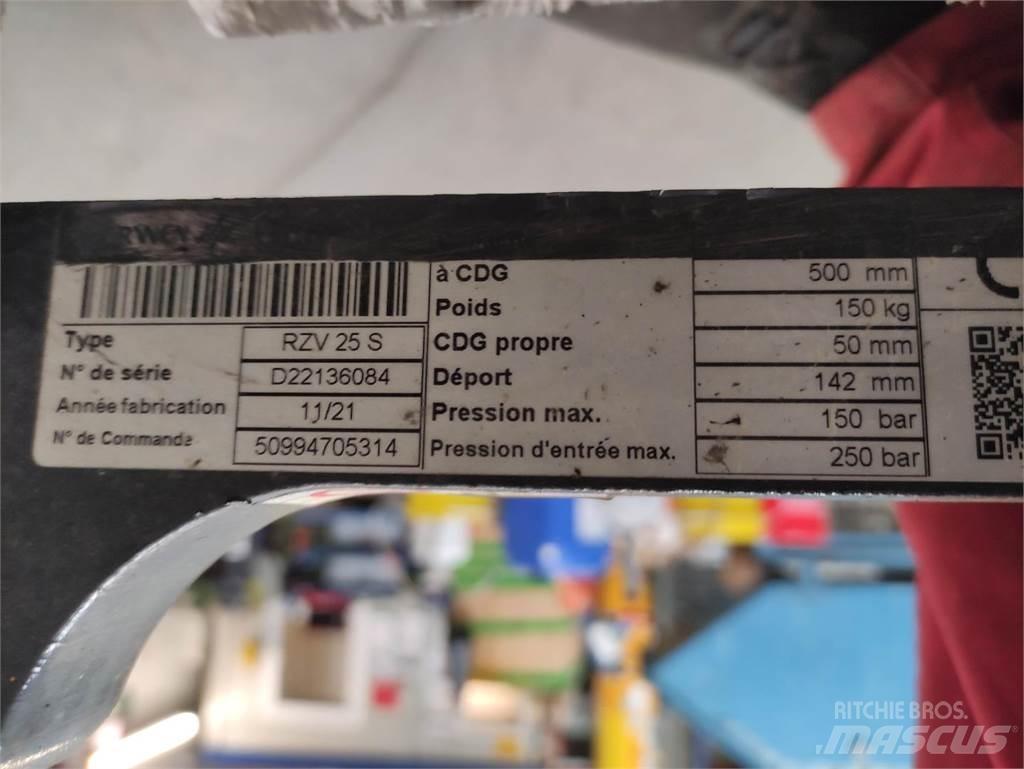 à CDG 500 mm
Poids 150 kg
Type RZV 25 S
CDG propre 50 mm
N° de série D22136084
Déport 142 mm
Année fabrication 11/21
Pression max. 150 bar
N° de Commande 50994705314
Pression d'entrée max. 250 bar
RITCHIE BROS.
MASCUS